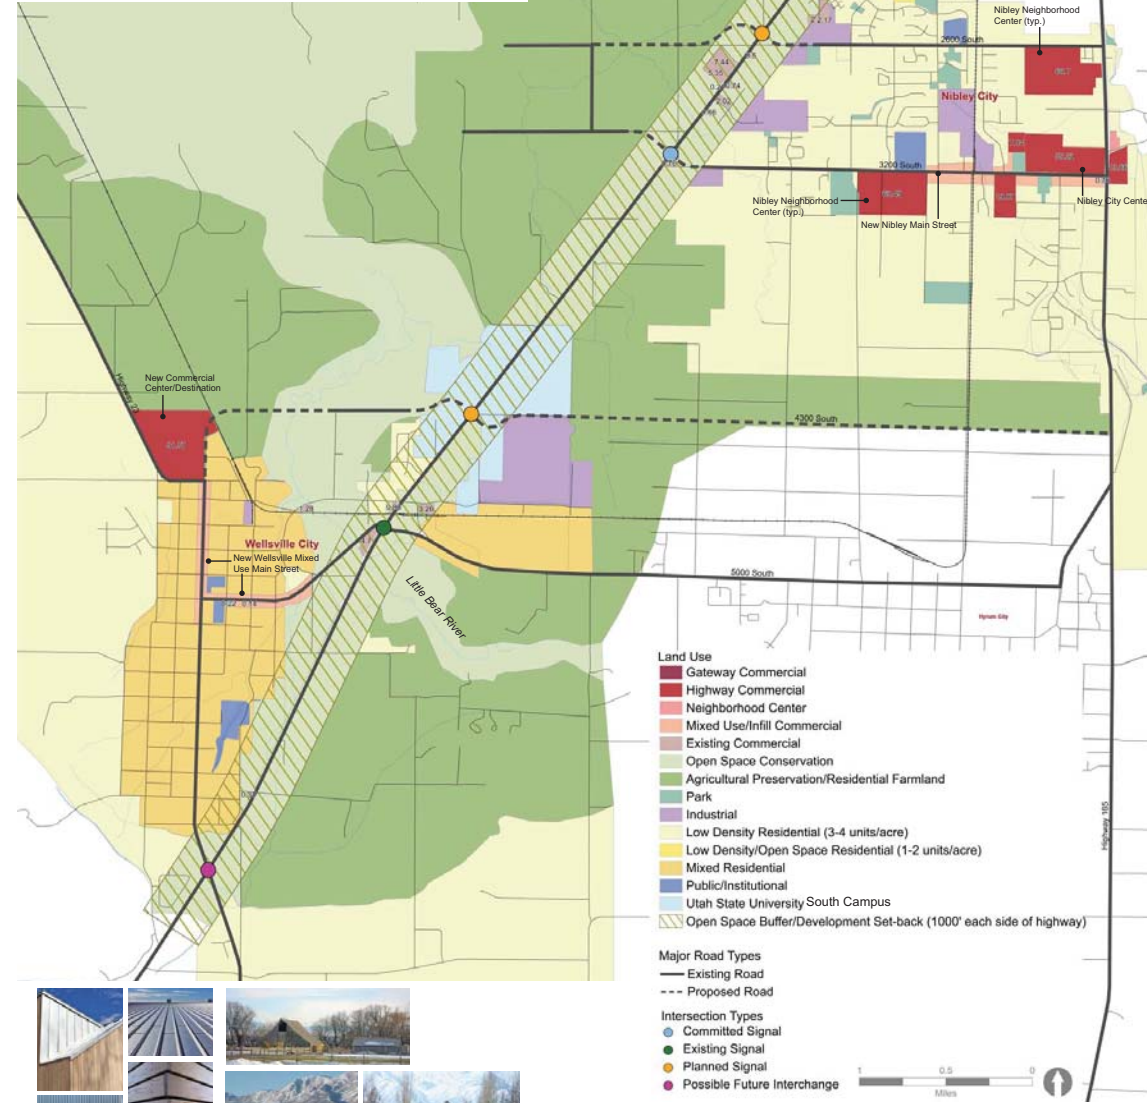 Nibley Neighborhood
Center (typ.)
2600 South
Nibley City
3200 South
Nibley Neighborhood
Center (typ.)
New Nibley Main Street
Nibley City Cente
New Commercial
Center/Destination
Highway 23
4300 South
Wellsville City
New Wellsville Mixed
Use Main Street
5000 South
Little Bear River
Hyrum City
Highway 165
Land Use
Gateway Commercial
Highway Commercial
Neighborhood Center
Mixed Use/Infill Commercial
Existing Commercial
Open Space Conservation
Agricultural Preservation/Residential Farmland
Park
Industrial
Low Density Residential (3-4 units/acre)
Low Density/Open Space Residential (1-2 units/acre)
Mixed Residential
Public/Institutional
Utah State University South Campus
Open Space Buffer/Development Set-back (1000' each side of highway)
Major Road Types
Existing Road
Proposed Road
Intersection Types
Committed Signal
Existing Signal
Planned Signal
Possible Future Interchange
1 0.5 0
Miles